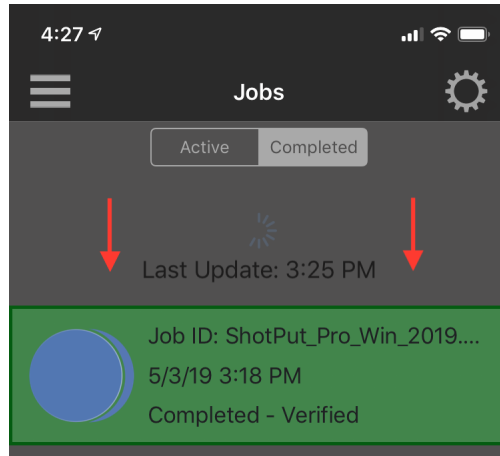 4:27
Jobs
Active Completed
Last Update: 3:25 PM
Job ID: ShotPut_Pro_Win_2019....
5/3/19 3:18 PM
Completed - Verified